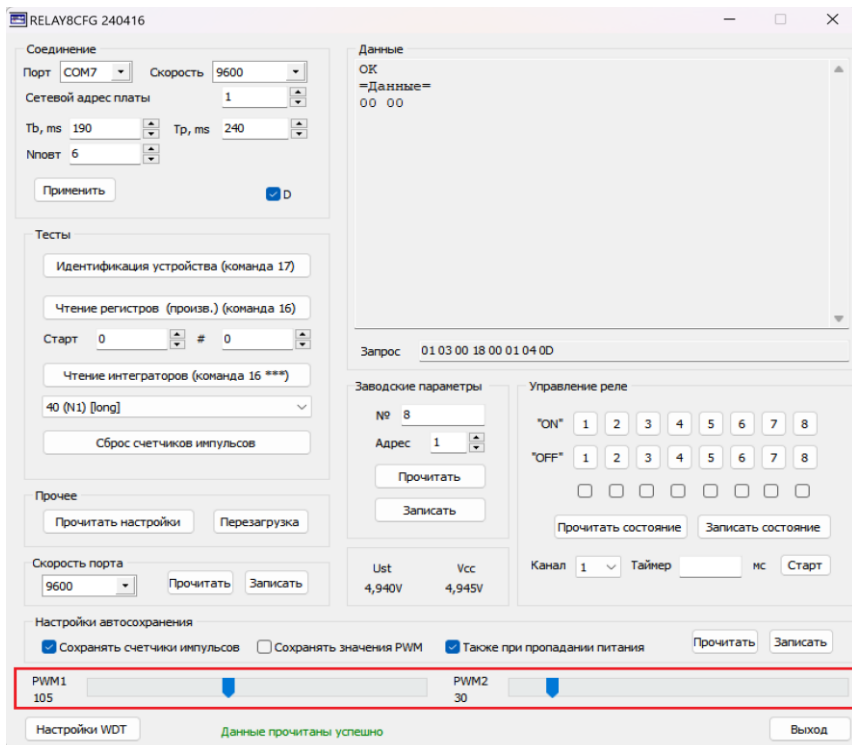 RELAY8CFG 240416
Соединение
Порт COM7 Скорость 9600
Сетевой адрес платы 1
Tb, ms 190 Tp, ms 240
Nповт 6
Применить D
Данные
OK
=Данные=
00 00
Запрос 01 03 00 18 00 01 04 0D
Тесты
Идентификация устройства (команда 17)
Чтение регистров (произв.) (команда 16)
Старт 0 # 0
Чтение интеграторов (команда 16 ***)
40 (N1) [long]
Сброс счетчиков импульсов
Заводские параметры
№ 8
Адрес 1
Прочитать
Записать
Управление реле
"ON" 1 2 3 4 5 6 7 8
"OFF" 1 2 3 4 5 6 7 8
Прочитать состояние Записать состояние
Канал 1 Таймер мс Старт
Прочее
Прочитать настройки Перезагрузка
Скорость порта
9600 Прочитать Записать
Ust Vcc
4,940V 4,945V
Настройки автосохранения
Сохранять счетчики импульсов Сохранять значения PWM Также при пропадании питания Прочитать Записать
PWM1 PWM2
105 30
Настройки WDT Данные прочитаны успешно Выход